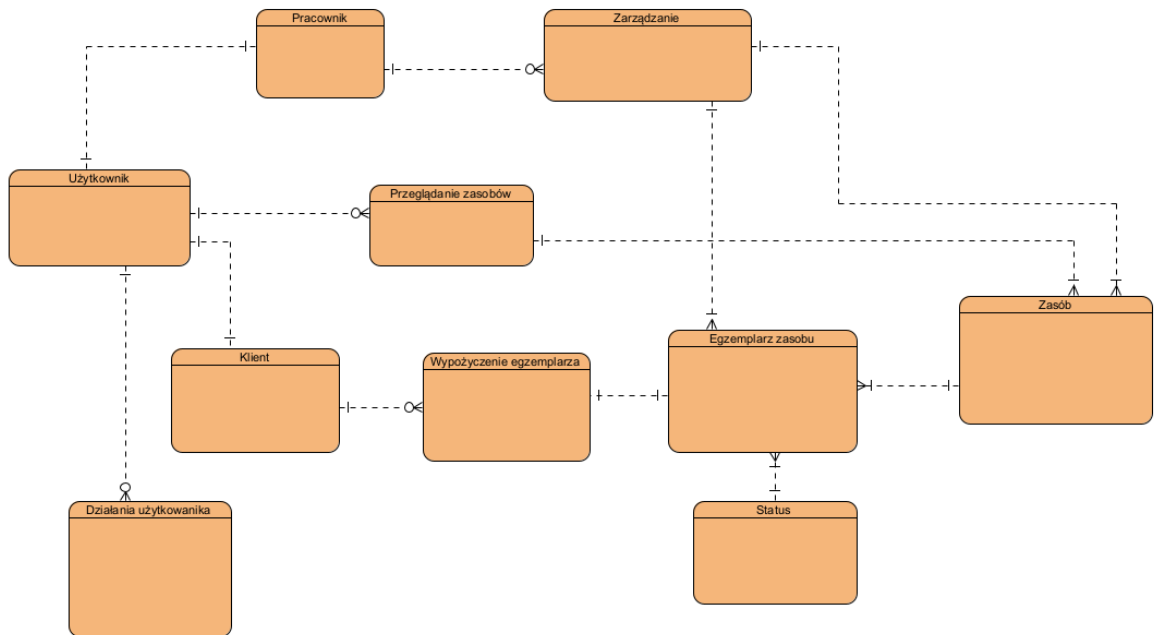 Pracownik
Zarządzanie
Użytkownik
Przeglądanie zasobów
Zasób
Egzemplarz zasobu
Klient
Wypożyczenie egzemplarza
Działania użytkowanika
Status